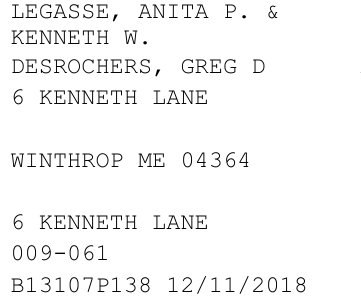 LEGASSE, ANITA P. &
KENNETH W.
DESROCHERS, GREG D
6 KENNETH LANE
WINTHROP ME 04364
6 KENNETH LANE
009-061
B13107P138 12/11/2018